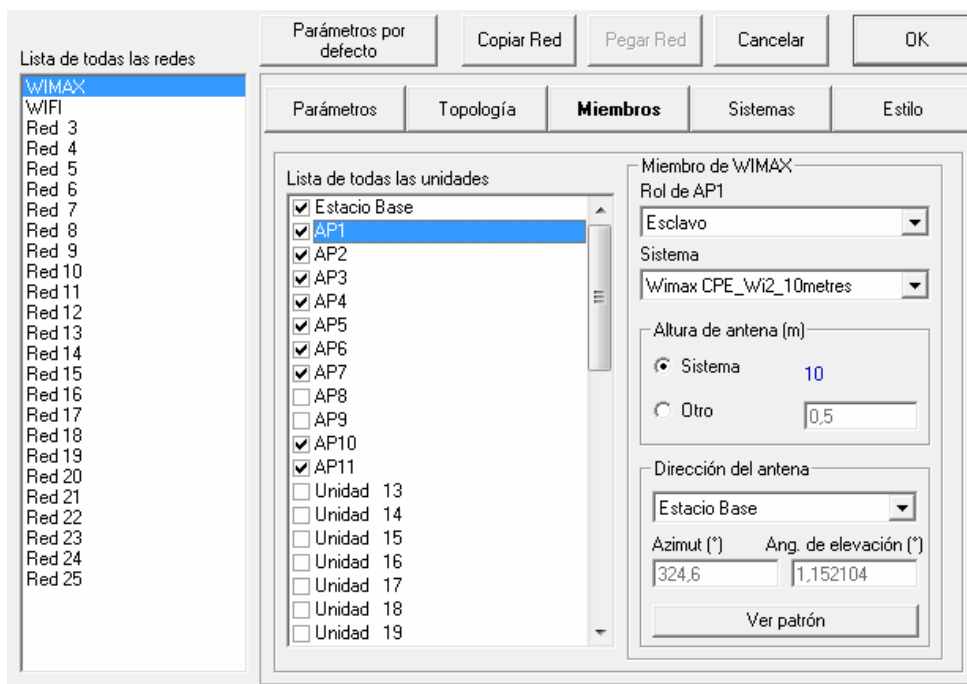 Parámetros por
defecto
Copiar Red
Pegar Red
Cancelar
OK
Lista de todas las redes
WIMAX
WIFI
Red 3
Red 4
Red 5
Red 6
Red 7
Red 8
Red 9
Red 10
Red 11
Red 12
Red 13
Red 14
Red 15
Red 16
Red 17
Red 18
Red 19
Red 20
Red 21
Red 22
Red 23
Red 24
Red 25
Parámetros
Topología
Miembros
Sistemas
Estilo
Lista de todas las unidades
Estacio Base
AP1
AP2
AP3
AP4
AP5
AP6
AP7
AP8
AP9
AP10
AP11
Unidad 13
Unidad 14
Unidad 15
Unidad 16
Unidad 17
Unidad 18
Unidad 19
Miembro de WIMAX
Rol de AP1
Esclavo
Sistema
Wimax CPE_Wi2_10metres
Altura de antena (m)
Sistema 10
Otro 0,5
Dirección del antena
Estacio Base
Azimut (°) Ang. de elevación (°)
324,6 1,152104
Ver patrón